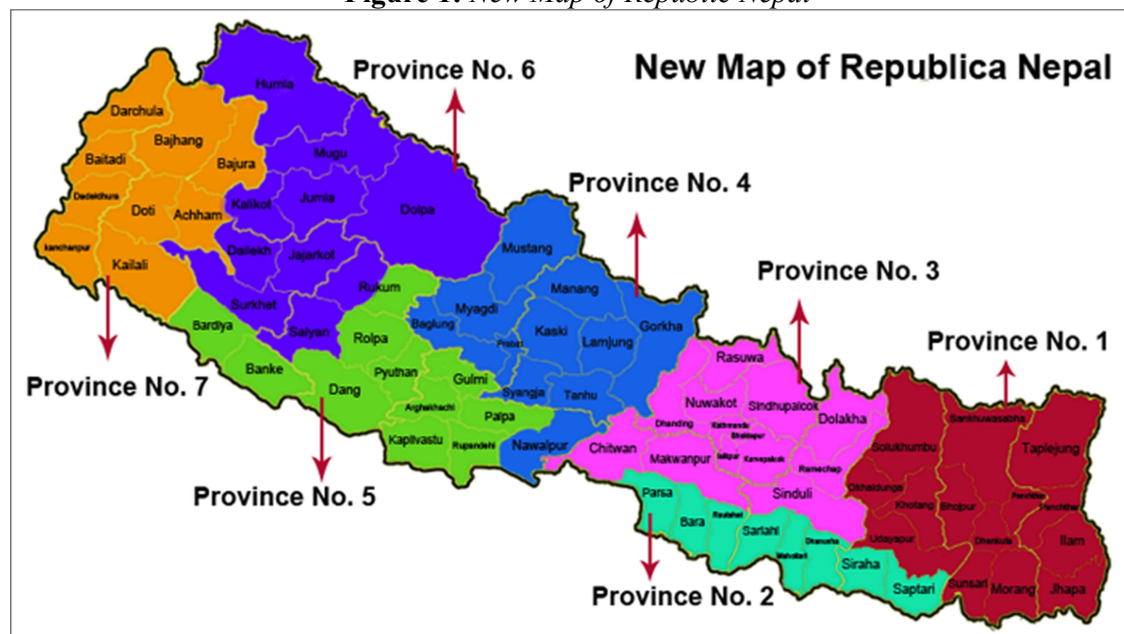 Figure 1: New Map of Republic Nepal
New Map of Republica Nepal
Province No. 6
Province No. 4
Province No. 3
Province No. 1
Province No. 7
Province No. 5
Province No. 2
Humla
Darchula
Bajhang
Baitadi
Bajura
Mugu
Dadeldhura
Doti
Achham
Kalikot
Jumla
Dolpa
kanchanpur
Kailali
Dailekh
Jajarkot
Surkhet
Salyan
Rukum
Bardiya
Banke
Rolpa
Dang
Pyuthan
Gulmi
Arghakhachi
Palpa
Kapilvastu
Rupandehi
Mustang
Manang
Myagdi
Baglung
Kaski
Gorkha
Lamjung
Syangja
Tanhu
Nawalpur
Rasuwa
Nuwakot
Sindhupalcok
Dolakha
Dhanding
Kathmandu
Bhaktapur
Chitwan
Makwanpur
Ramechap
Sinduli
Parsa
Bara
Rautahat
Sarlahi
Mahottari
Dhanusha
Siraha
Saptari
Solukhumbu
Sankhuwasabha
Taplejung
Okhaldunga
Khotang
Bhojpur
Panchthar
Panchthar
Udayapur
Dhankuta
Ilam
Sunsari
Morang
Jhapa